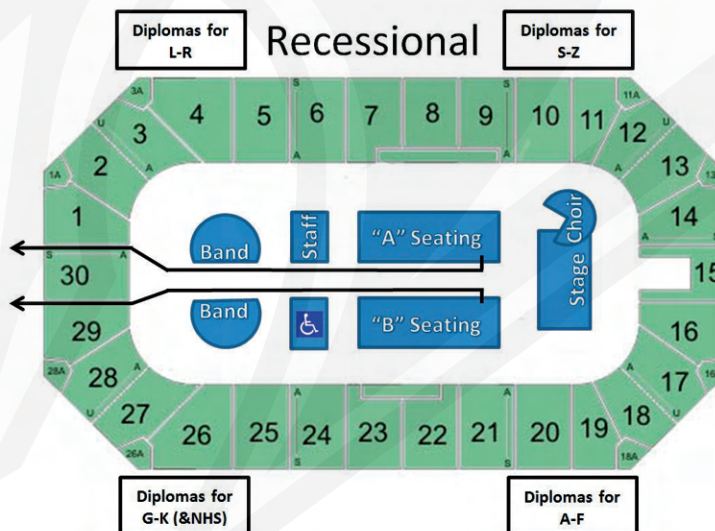 Diplomas for
L-R
Recessional
Diplomas for
S-Z
3A
4
S
5
6
7
8
9
S
10
11
11A
12
U
3
U
A
A
A
A
13
13
2
1A
A
1
14
A
S
Choir
Band
Staff
"A" Seating
S
A
30
Stage
15
Band
"B" Seating
29
16
28A
28
A
A
17
16
U
27
A
A
18
U
26A
26
25
24
23
22
21
20
19
18A
S
S
Diplomas for
G-K (&NHS)
Diplomas for
A-F